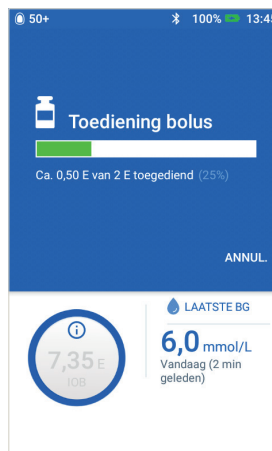 50+ 100% 13:45
Toediening bolus
Ca. 0,50 E van 2 E toegediend (25%)
ANNUL.
7,35 E
IOB
LAATSTE BG
6,0 mmol/L
Vandaag (2 min
geleden)